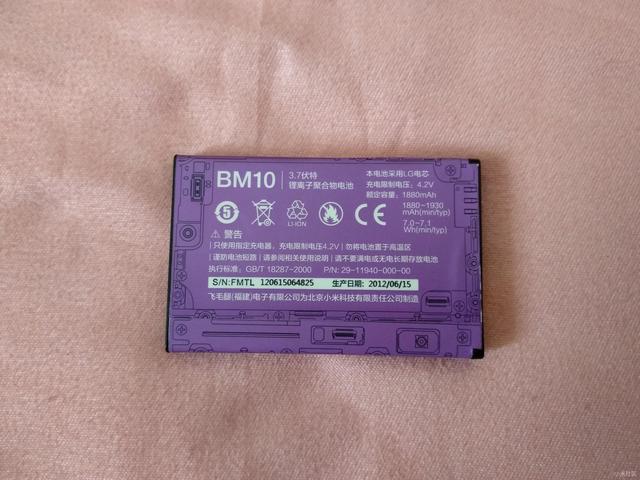 BM10
3.7伏特
锂离子聚合物电池
本电池采用LG电芯
充电限制电压：4.2V
额定容量：1880mAh
1880~1930
mAh(min/typ)
7.0~7.1
Wh(min/typ)
5
LI-ION
CE
⚠ 警告
|只使用指定充电器，充电限制电压4.2V|勿将电池置于高温区
|谨防电池短路|请参阅相关使用说明|请不要满电或无电长期存放电池
执行标准：GB/T 18287-2000 P/N: 29-11940-000-00
S/N:FMTL 120615064825 生产日期：2012/06/15
飞毛腿(福建)电子有限公司为北京小米科技有限责任公司制造
小米社区